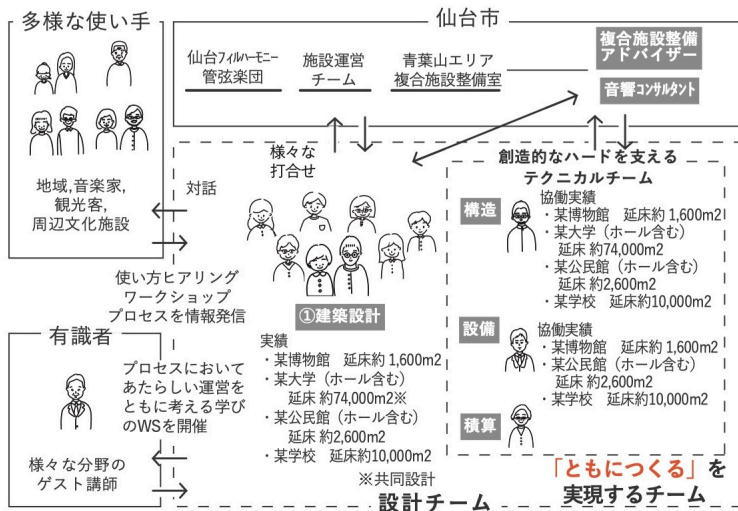 多様な使い手
地域,音楽家,
観光客,
周辺文化施設
仙台市
仙台フィルハーモニー
管弦楽団
施設運営
チーム
青葉山エリア
複合施設整備室
複合施設整備
アドバイザー
音響コンサルタント
対話
様々な
打合せ
使い方ヒアリング
ワークショップ
プロセスを情報発信
有識者
様々な分野の
ゲスト講師
プロセスにおいて
あたらしい運営を
ともに考える学び
のWSを開催
①建築設計
実績
・某博物館 延床約 1,600m2
・某大学（ホール含む）
延床 約74,000m2※
・某公民館（ホール含む）
延床 約2,600m2
・某学校 延床約10,000m2
※共同設計
設計チーム
創造的なハードを支える
テクニカルチーム
構造
協働実績
・某博物館 延床約 1,600m2
・某大学（ホール含む）
延床 約74,000m2
・某公民館（ホール含む）
延床 約2,600m2
・某学校 延床約10,000m2
設備
協働実績
・某博物館 延床約 1,600m2
・某公民館（ホール含む）
延床 約2,600m2
・某学校 延床約10,000m2
積算
「ともにつくる」を
実現するチーム